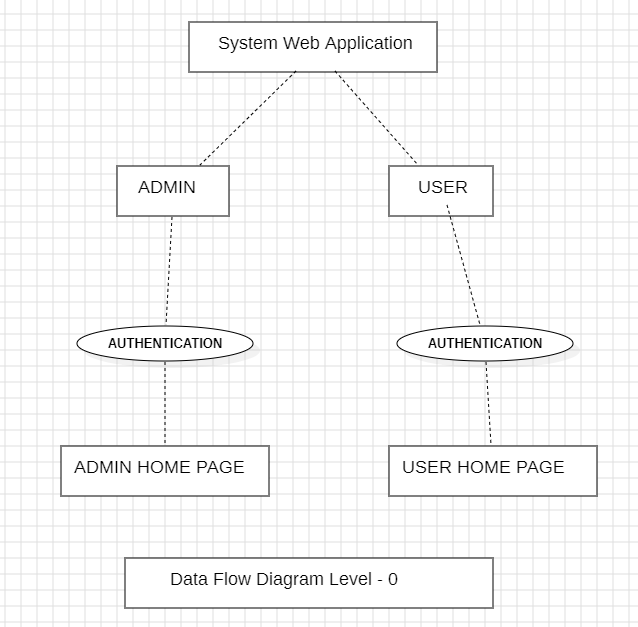 System Web Application
ADMIN
USER
AUTHENTICATION
AUTHENTICATION
ADMIN HOME PAGE
USER HOME PAGE
Data Flow Diagram Level - 0